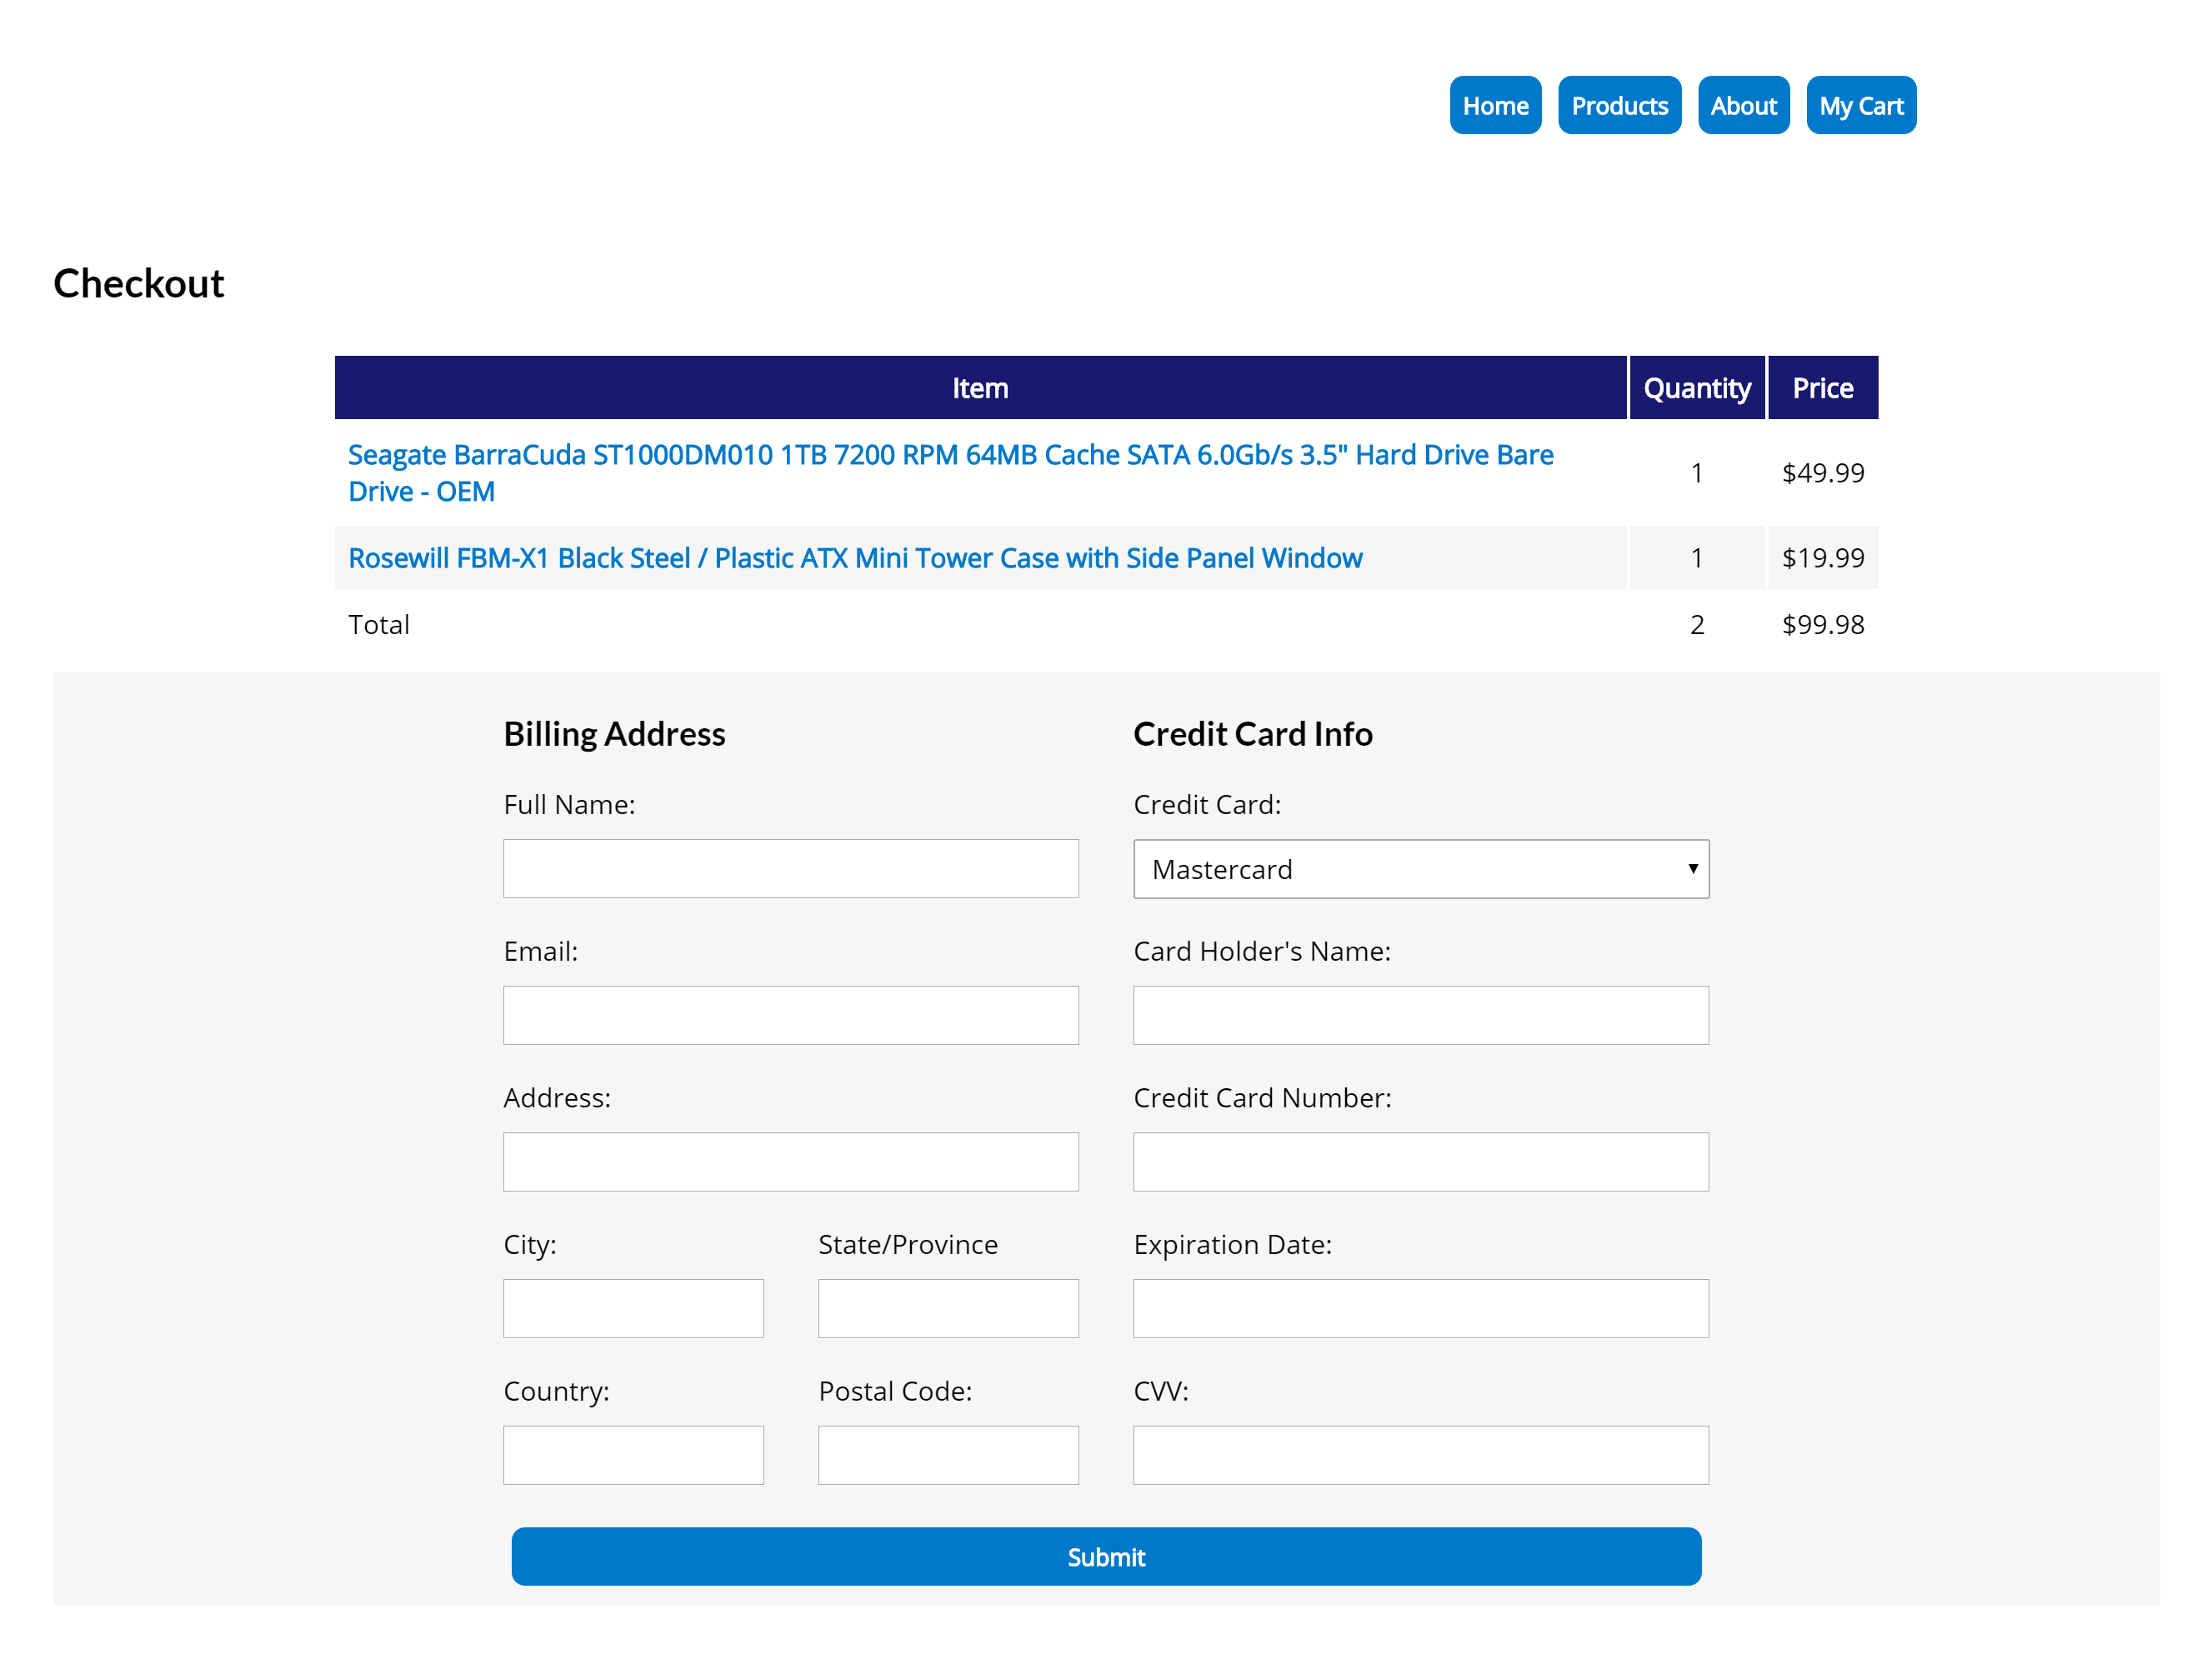 Home Products About My Cart
Checkout
Item Quantity Price
Seagate BarraCuda ST1000DM010 1TB 7200 RPM 64MB Cache SATA 6.0Gb/s 3.5" Hard Drive Bare
Drive - OEM 1 $49.99
Rosewill FBM-X1 Black Steel / Plastic ATX Mini Tower Case with Side Panel Window 1 $19.99
Total 2 $99.98
Billing Address
Full Name:
Email:
Address:
City: State/Province
Country: Postal Code:
Credit Card Info
Credit Card:
Mastercard
Card Holder's Name:
Credit Card Number:
Expiration Date:
CVV:
Submit